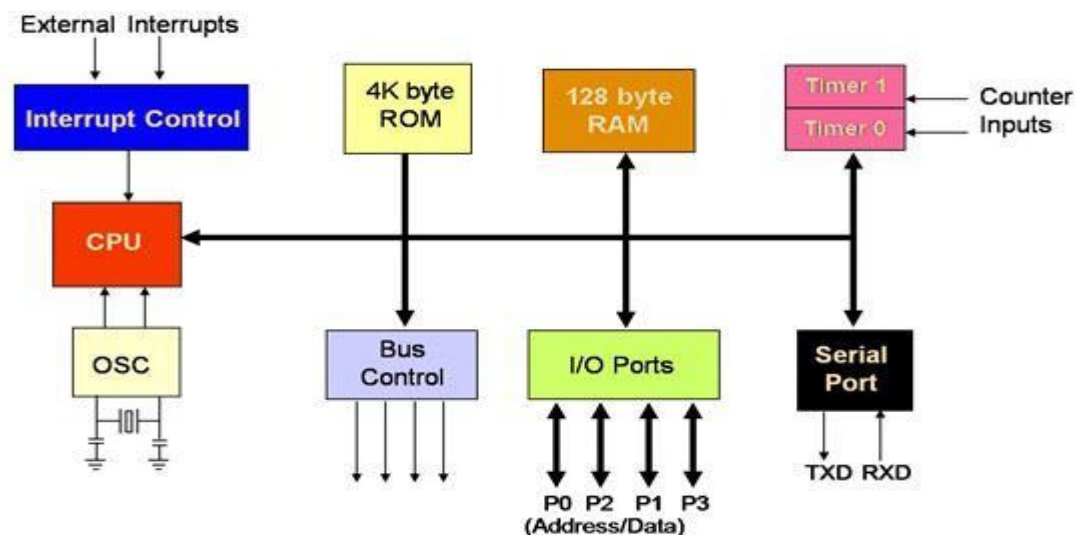 External Interrupts
Interrupt Control
4K byte
ROM
128 byte
RAM
Timer 1
Timer 0
Counter
Inputs
CPU
OSC
Bus
Control
I/O Ports
Serial
Port
TXD RXD
P0 P2 P1 P3
(Address/Data)